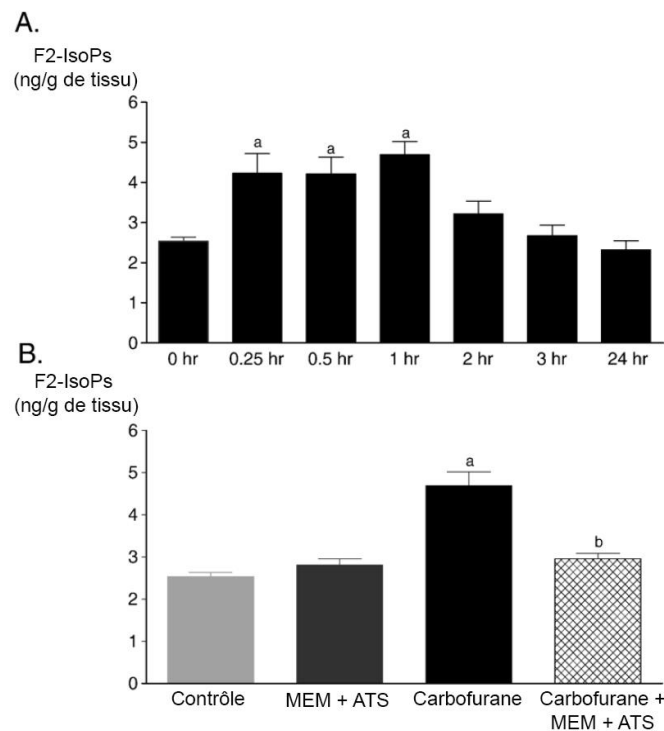 A.
F2-IsoPs
(ng/g de tissu)
6
5
4
3
2
1
0
a
a
a
0 hr 0.25 hr 0.5 hr 1 hr 2 hr 3 hr 24 hr
B.
F2-IsoPs
(ng/g de tissu)
6
5
4
3
2
1
0
a
b
Contrôle MEM + ATS Carbofurane Carbofurane +
MEM + ATS